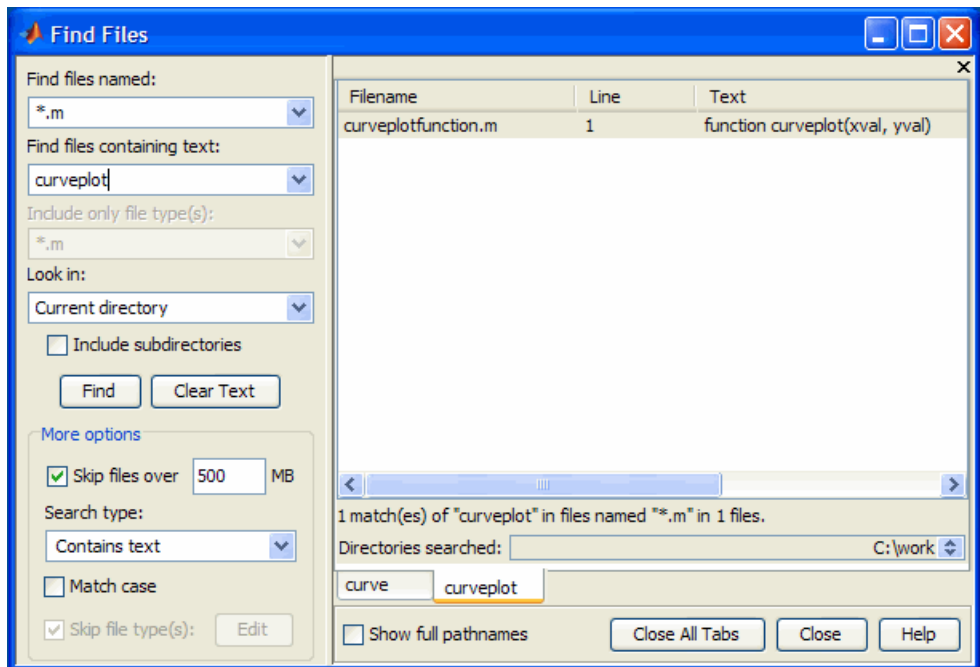 Find Files
Find files named:
*.m
Find files containing text:
curveplot
Include only file type(s):
*.m
Look in:
Current directory
Include subdirectories
Find Clear Text
More options
Skip files over 500 MB
Search type:
Contains text
Match case
Skip file type(s): Edit
Filename Line Text
curveplotfunction.m 1 function curveplot(xval, yval)
1 match(es) of "curveplot" in files named "*.m" in 1 files.
Directories searched: C:\work
curve curveplot
Show full pathnames Close All Tabs Close Help